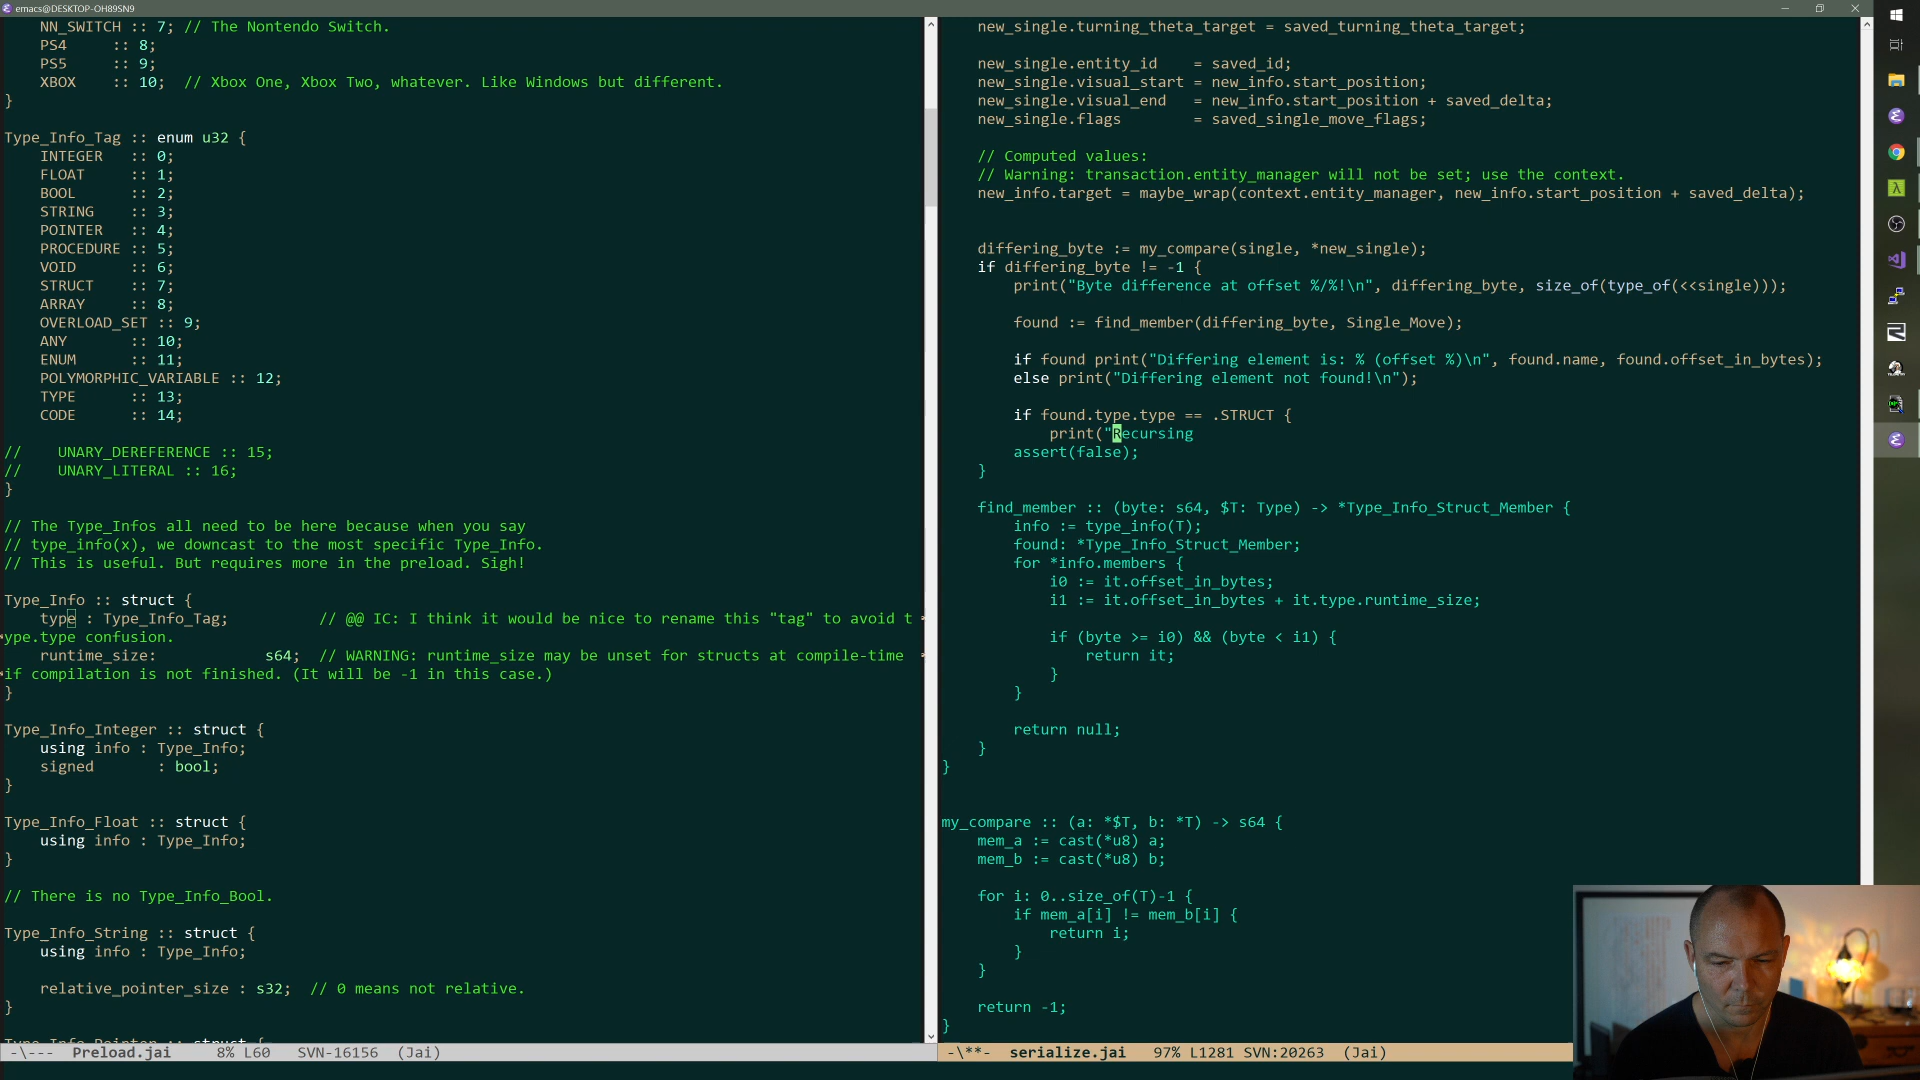 emacs@DESKTOP-OH89SN9
NN_SWITCH :: 7; // The Nontendo Switch.
PS4      :: 8;
PS5      :: 9;
XBOX     :: 10;  // Xbox One, Xbox Two, whatever. Like Windows but different.
}
Type_Info_Tag :: enum u32 {
INTEGER   :: 0;
FLOAT     :: 1;
BOOL      :: 2;
STRING    :: 3;
POINTER   :: 4;
PROCEDURE :: 5;
VOID      :: 6;
STRUCT    :: 7;
ARRAY     :: 8;
OVERLOAD_SET :: 9;
ANY       :: 10;
ENUM      :: 11;
POLYMORPHIC_VARIABLE :: 12;
TYPE      :: 13;
CODE      :: 14;
//    UNARY_DEREFERENCE :: 15;
//    UNARY_LITERAL :: 16;
}
// The Type_Infos all need to be here because when you say
// type_info(x), we downcast to the most specific Type_Info.
// This is useful. But requires more in the preload. Sigh!
Type_Info :: struct {
type : Type_Info_Tag;          // @@ IC: I think it would be nice to rename this "tag" to avoid t
ype.type confusion.
runtime_size:            s64;  // WARNING: runtime_size may be unset for structs at compile-time
if compilation is not finished. (It will be -1 in this case.)
}
Type_Info_Integer :: struct {
using info : Type_Info;
signed       : bool;
}
Type_Info_Float :: struct {
using info : Type_Info;
}
// There is no Type_Info_Bool.
Type_Info_String :: struct {
using info : Type_Info;
relative_pointer_size : s32;  // 0 means not relative.
}
Type_Info_Pointer :: struct {
-\---  Preload.jai     8% L60   SVN-16156  (Jai)
new_single.turning_theta_target = saved_turning_theta_target;
new_single.entity_id    = saved_id;
new_single.visual_start = new_info.start_position;
new_single.visual_end   = new_info.start_position + saved_delta;
new_single.flags        = saved_single_move_flags;
// Computed values:
// Warning: transaction.entity_manager will not be set; use the context.
new_info.target = maybe_wrap(context.entity_manager, new_info.start_position + saved_delta);
differing_byte := my_compare(single, *new_single);
if differing_byte != -1 {
print("Byte difference at offset %/%!\n", differing_byte, size_of(type_of(<<single)));
found := find_member(differing_byte, Single_Move);
if found print("Differing element is: % (offset %)\n", found.name, found.offset_in_bytes);
else print("Differing element not found!\n");
if found.type.type == .STRUCT {
print("Recursing
assert(false);
}
find_member :: (byte: s64, $T: Type) -> *Type_Info_Struct_Member {
info := type_info(T);
found: *Type_Info_Struct_Member;
for *info.members {
i0 := it.offset_in_bytes;
i1 := it.offset_in_bytes + it.type.runtime_size;
if (byte >= i0) && (byte < i1) {
return it;
}
}
return null;
}
}
my_compare :: (a: *$T, b: *T) -> s64 {
mem_a := cast(*u8) a;
mem_b := cast(*u8) b;
for i: 0..size_of(T)-1 {
if mem_a[i] != mem_b[i] {
return i;
}
}
return -1;
}
-\**-  serialize.jai    97% L1281 SVN:20263  (Jai)